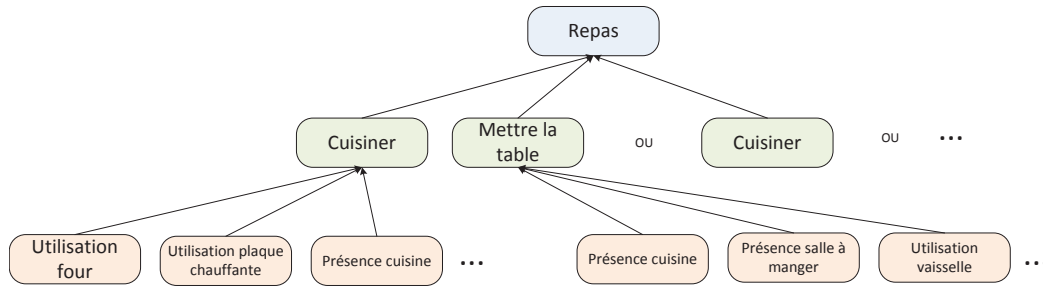 Repas
Cuisiner
Mettre la
table
OU
Cuisiner
OU
...
Utilisation
four
Utilisation plaque
chauffante
Présence cuisine
...
Présence cuisine
Présence salle à
manger
Utilisation
vaisselle
..